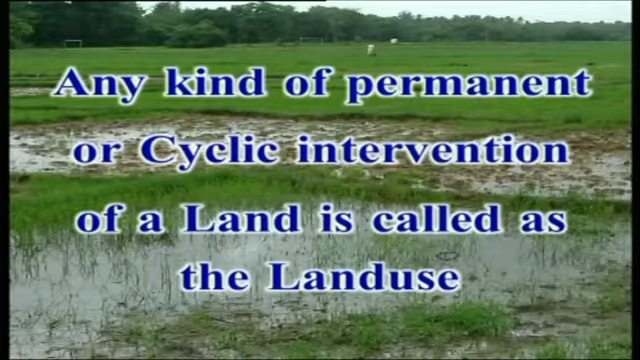 Any kind of permanent
or Cyclic intervention
of a Land is called as
the Landuse